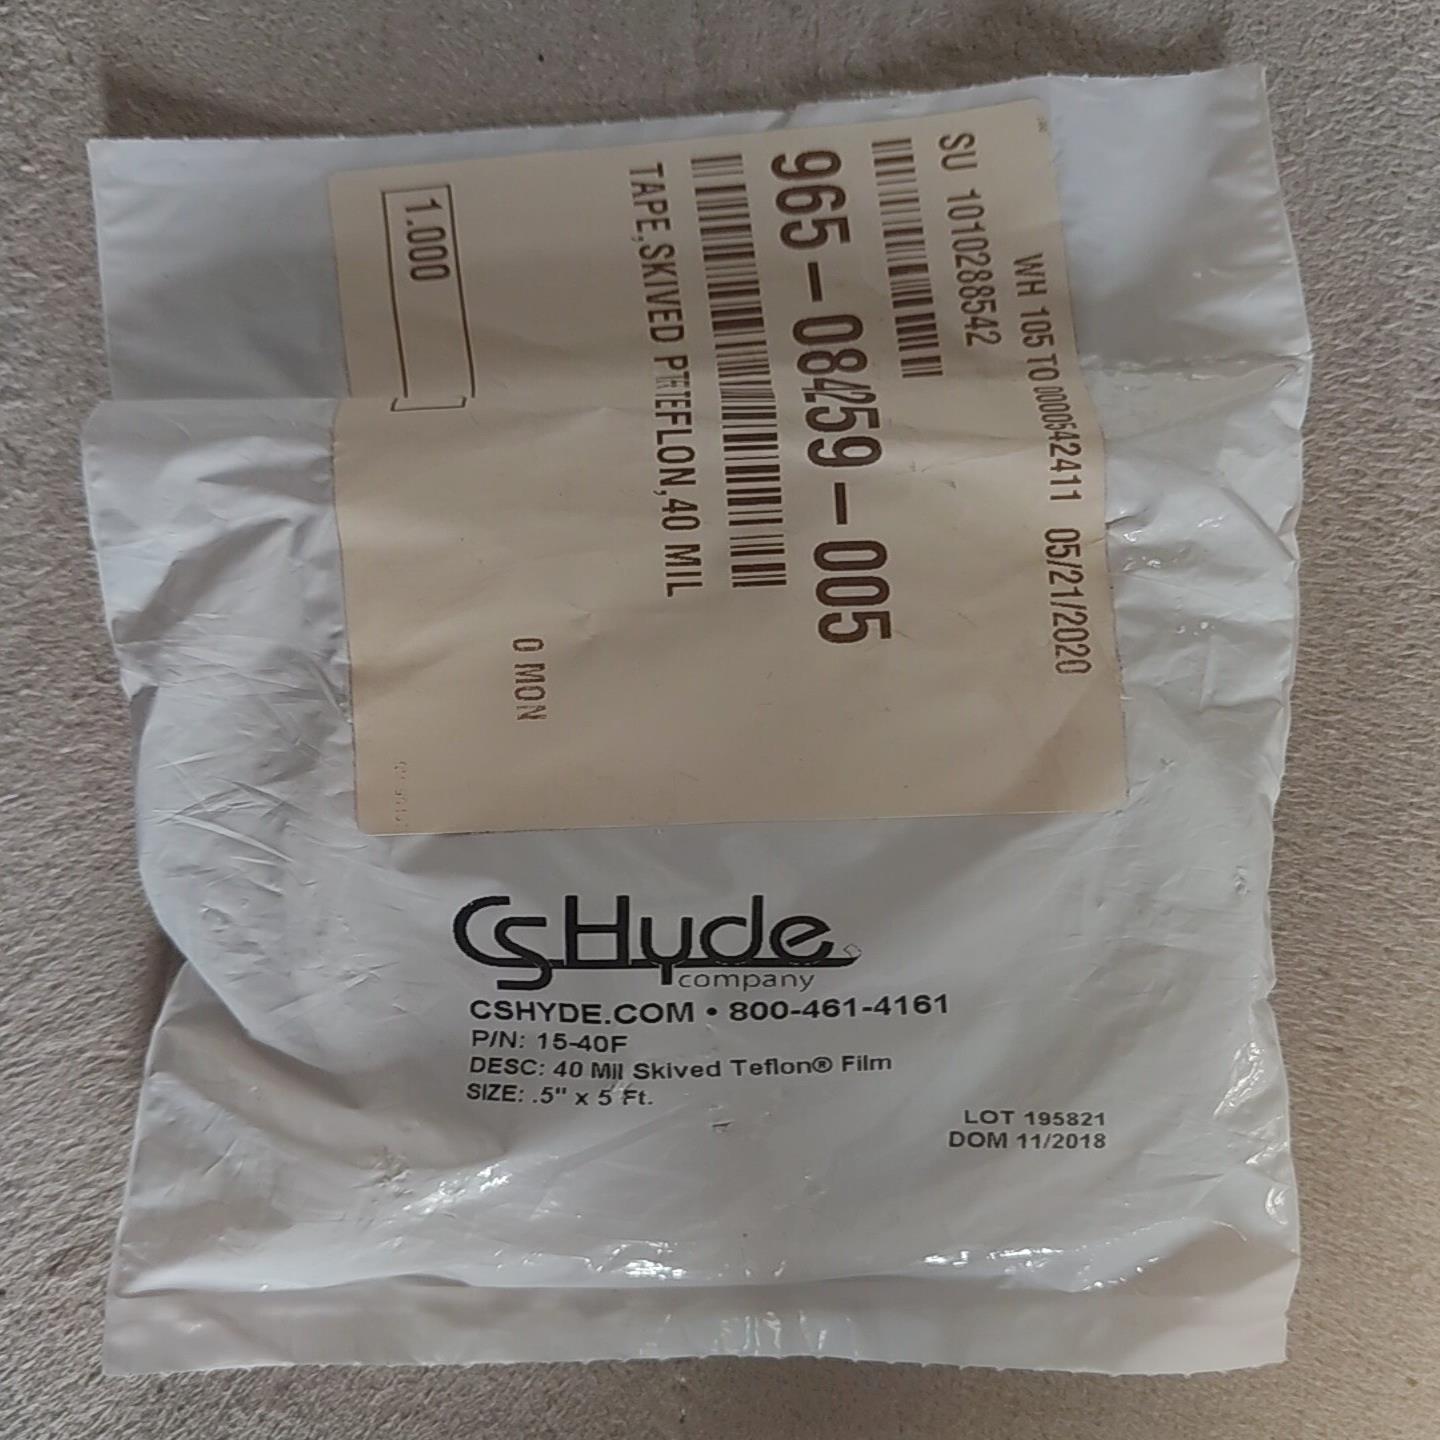 WH 105 TO 0000542411 05/21/2020
SU 1010288542
965-08259-005
TAPE,SKIVED PTFE TEFLON,40 MIL
0 MON
1.000
CSHyde
company
CSHYDE.COM • 800-461-4161
P/N: 15-40F
DESC: 40 Mil Skived Teflon® Film
SIZE: .5" x 5 Ft.
LOT 195821
DOM 11/2018